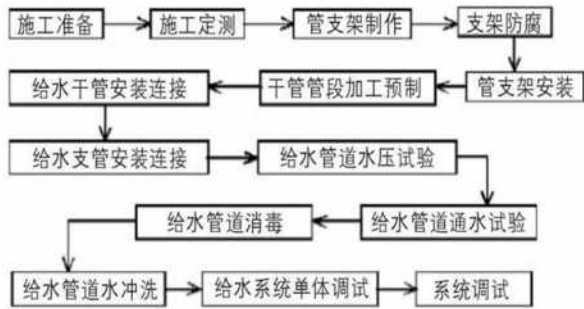 施工准备
施工定测
管支架制作
支架防腐
管支架安装
干管管段加工预制
给水干管安装连接
给水支管安装连接
给水管道水压试验
给水管道通水试验
给水管道消毒
给水管道水冲洗
给水系统单体调试
系统调试